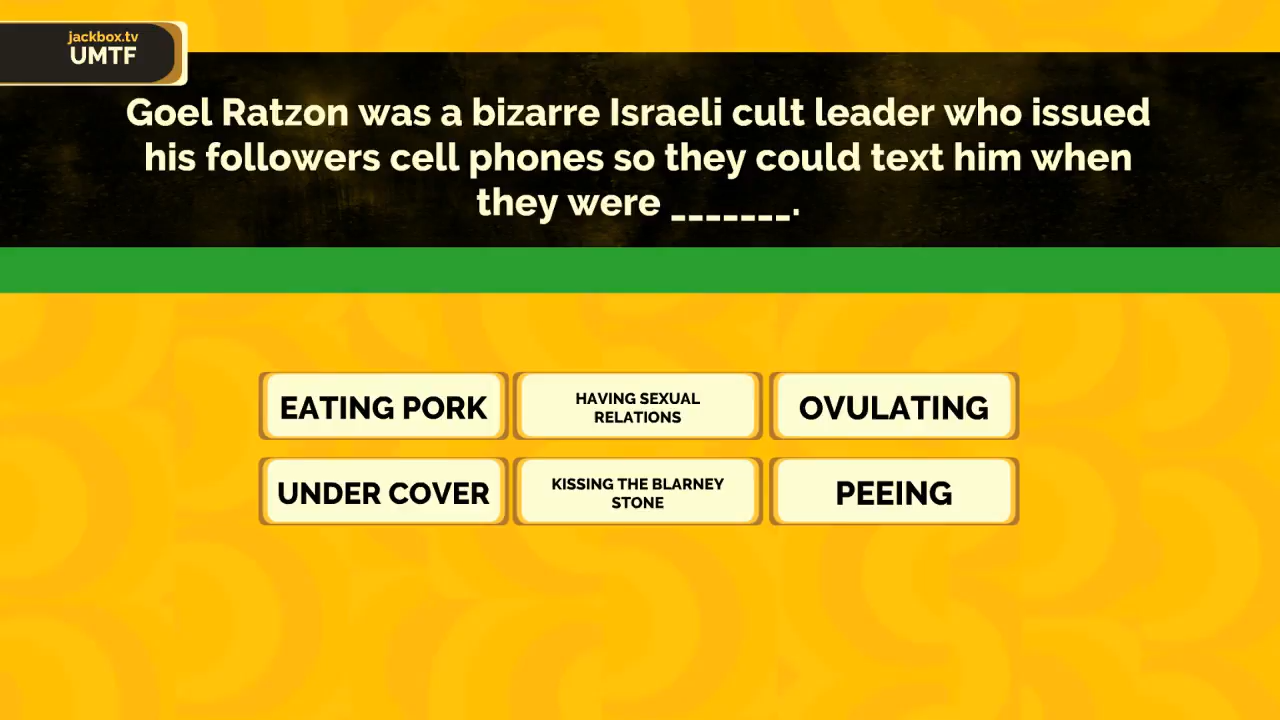 jackbox.tv
UMTF
Goel Ratzon was a bizarre Israeli cult leader who issued
his followers cell phones so they could text him when
they were _______.
EATING PORK
HAVING SEXUAL
RELATIONS
OVULATING
UNDER COVER
KISSING THE BLARNEY
STONE
PEEING